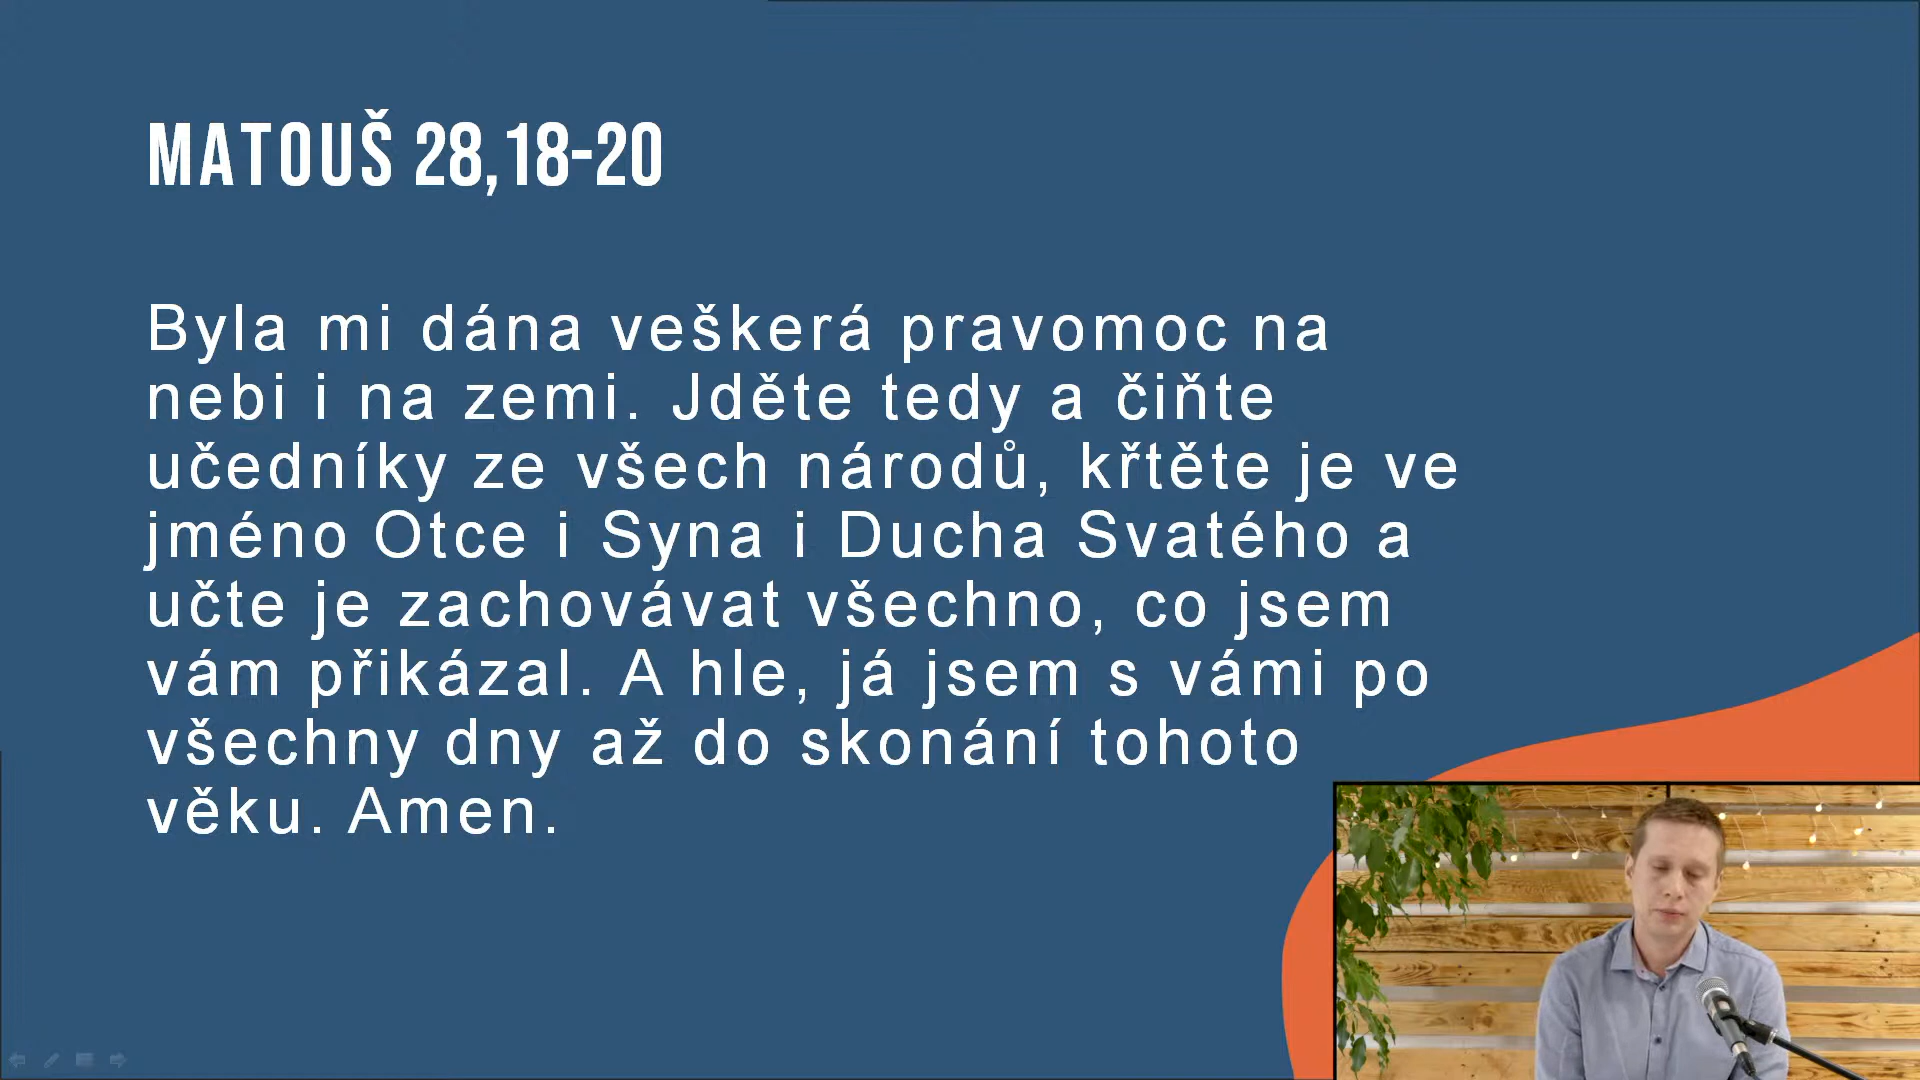 MATOUŠ 28,18-20
Byla mi dána veškerá pravomoc na
nebi i na zemi. Jděte tedy a čiňte
učedníky ze všech národů, křtěte je ve
jméno Otce i Syna i Ducha Svatého a
učte je zachovávat všechno, co jsem
vám přikázal. A hle, já jsem s vámi po
všechny dny až do skonání tohoto
věku. Amen.